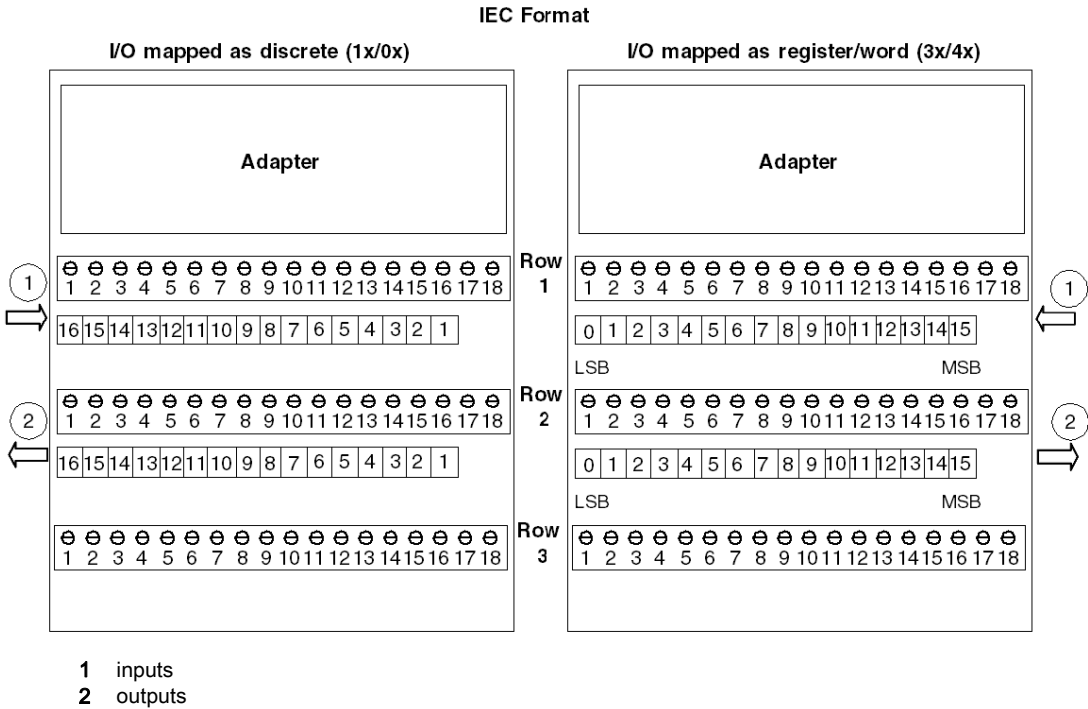 IEC Format
I/O mapped as discrete (1x/0x)
I/O mapped as register/word (3x/4x)
Adapter
Adapter
1
1 2 3 4 5 6 7 8 9 10 11 12 13 14 15 16 17 18
Row 1
1 2 3 4 5 6 7 8 9 10 11 12 13 14 15 16 17 18
1
16 15 14 13 12 11 10 9 8 7 6 5 4 3 2 1
0 1 2 3 4 5 6 7 8 9 10 11 12 13 14 15
LSB MSB
2
1 2 3 4 5 6 7 8 9 10 11 12 13 14 15 16 17 18
Row 2
1 2 3 4 5 6 7 8 9 10 11 12 13 14 15 16 17 18
2
16 15 14 13 12 11 10 9 8 7 6 5 4 3 2 1
0 1 2 3 4 5 6 7 8 9 10 11 12 13 14 15
LSB MSB
1 2 3 4 5 6 7 8 9 10 11 12 13 14 15 16 17 18
Row 3
1 2 3 4 5 6 7 8 9 10 11 12 13 14 15 16 17 18
1 inputs
2 outputs